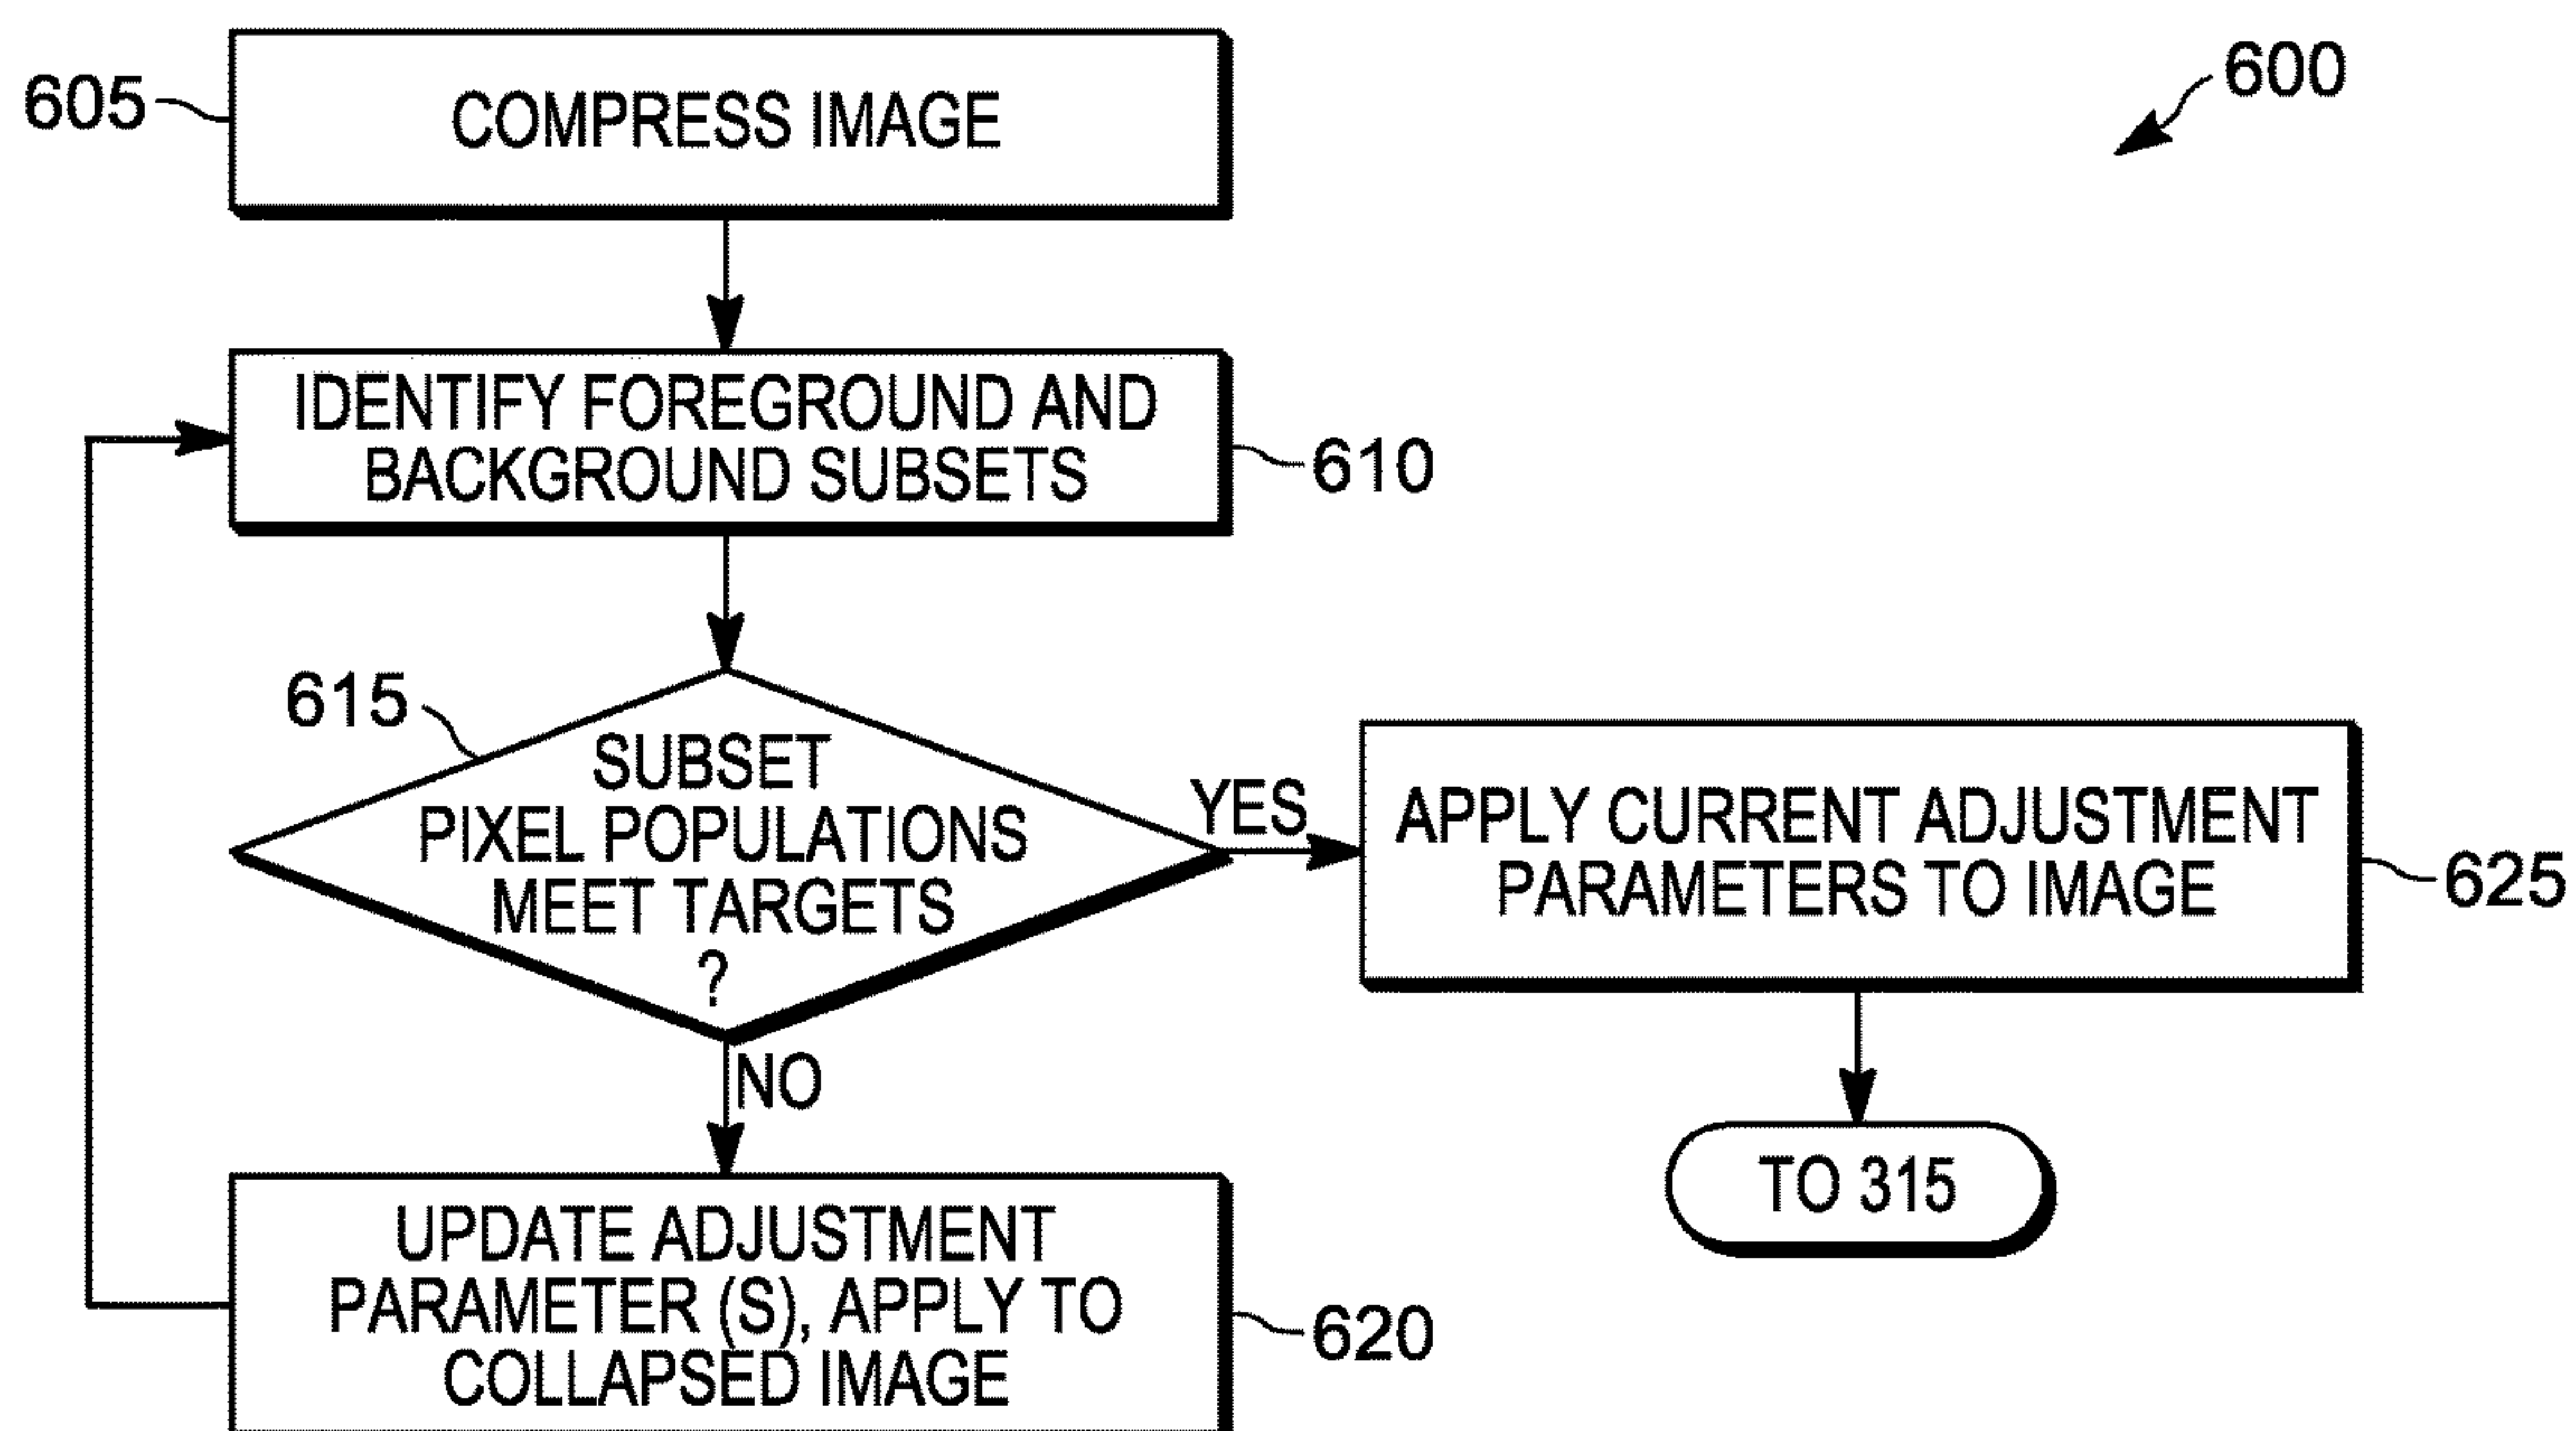 600
605
COMPRESS IMAGE
IDENTIFY FOREGROUND AND
BACKGROUND SUBSETS
610
615
SUBSET
PIXEL POPULATIONS
MEET TARGETS
?
YES
APPLY CURRENT ADJUSTMENT
PARAMETERS TO IMAGE
625
NO
TO 315
UPDATE ADJUSTMENT
PARAMETER (S), APPLY TO
COLLAPSED IMAGE
620